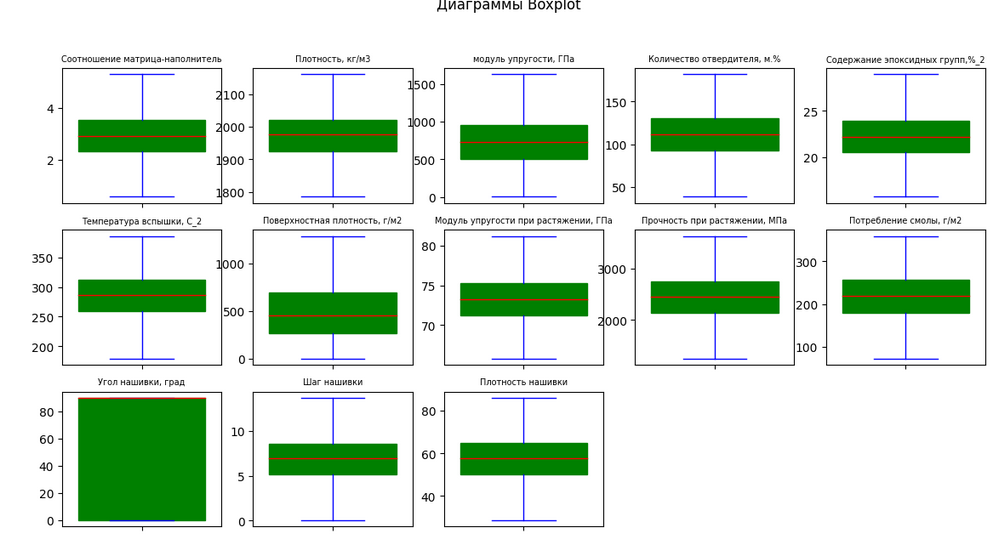 Диаграммы Boxplot
Соотношение матрица-наполнитель
4
2
Плотность, кг/м3
2100
2000
1900
1800
модуль упругости, ГПа
1500
1000
500
0
Количество отвердителя, м.%
150
100
50
Содержание эпоксидных групп,%_2
25
20
Температура вспышки, С_2
350
300
250
200
Поверхностная плотность, г/м2
1000
500
0
Модуль упругости при растяжении, ГПа
80
75
70
Прочность при растяжении, МПа
3000
2000
Потребление смолы, г/м2
300
200
100
Угол нашивки, град
80
60
40
20
0
Шаг нашивки
10
5
0
Плотность нашивки
80
60
40